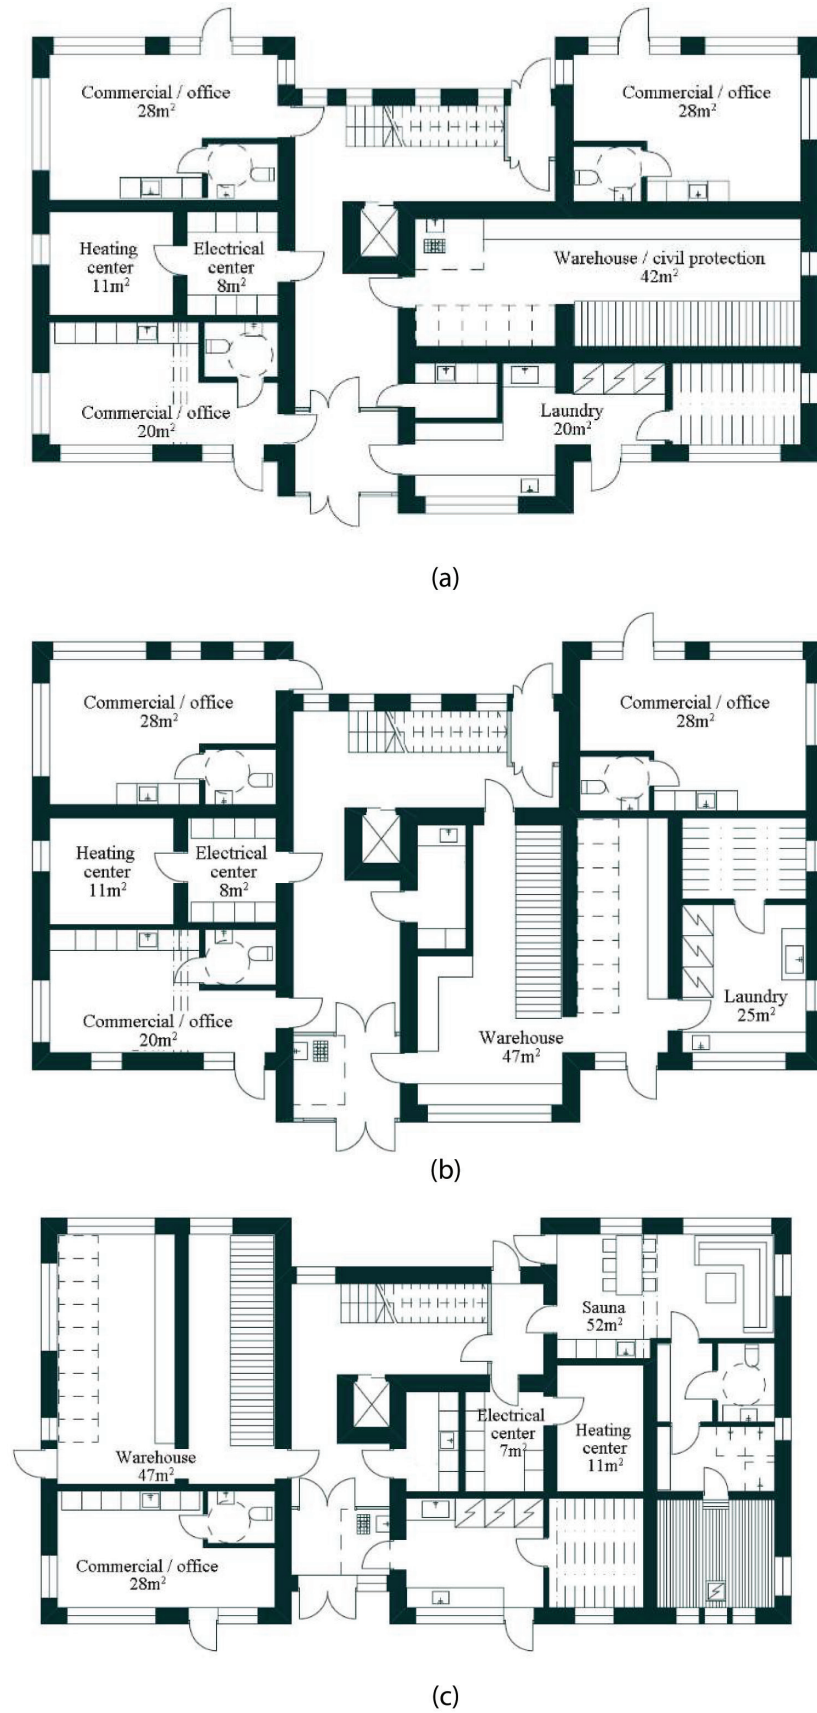 Commercial / office
28m²
Commercial / office
28m²
Heating
center
11m²
Electrical
center
8m²
Warehouse / civil protection
42m²
Commercial / office
20m²
Laundry
20m²
(a)
Commercial / office
28m²
Commercial / office
28m²
Heating
center
11m²
Electrical
center
8m²
Commercial / office
20m²
Warehouse
47m²
Laundry
25m²
(b)
Sauna
52m²
Electrical
center
7m²
Heating
center
11m²
Warehouse
47m²
Commercial / office
28m²
(c)